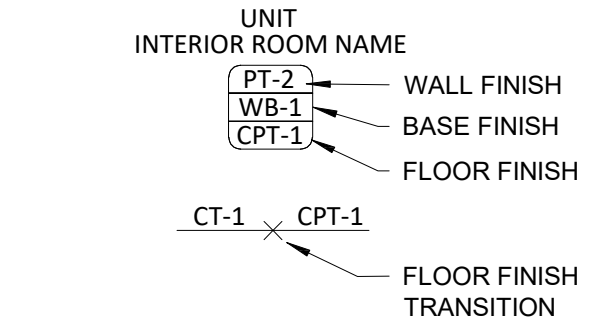 UNIT
INTERIOR ROOM NAME
PT-2 WALL FINISH
WB-1 BASE FINISH
CPT-1 FLOOR FINISH
CT-1 CPT-1
FLOOR FINISH
TRANSITION